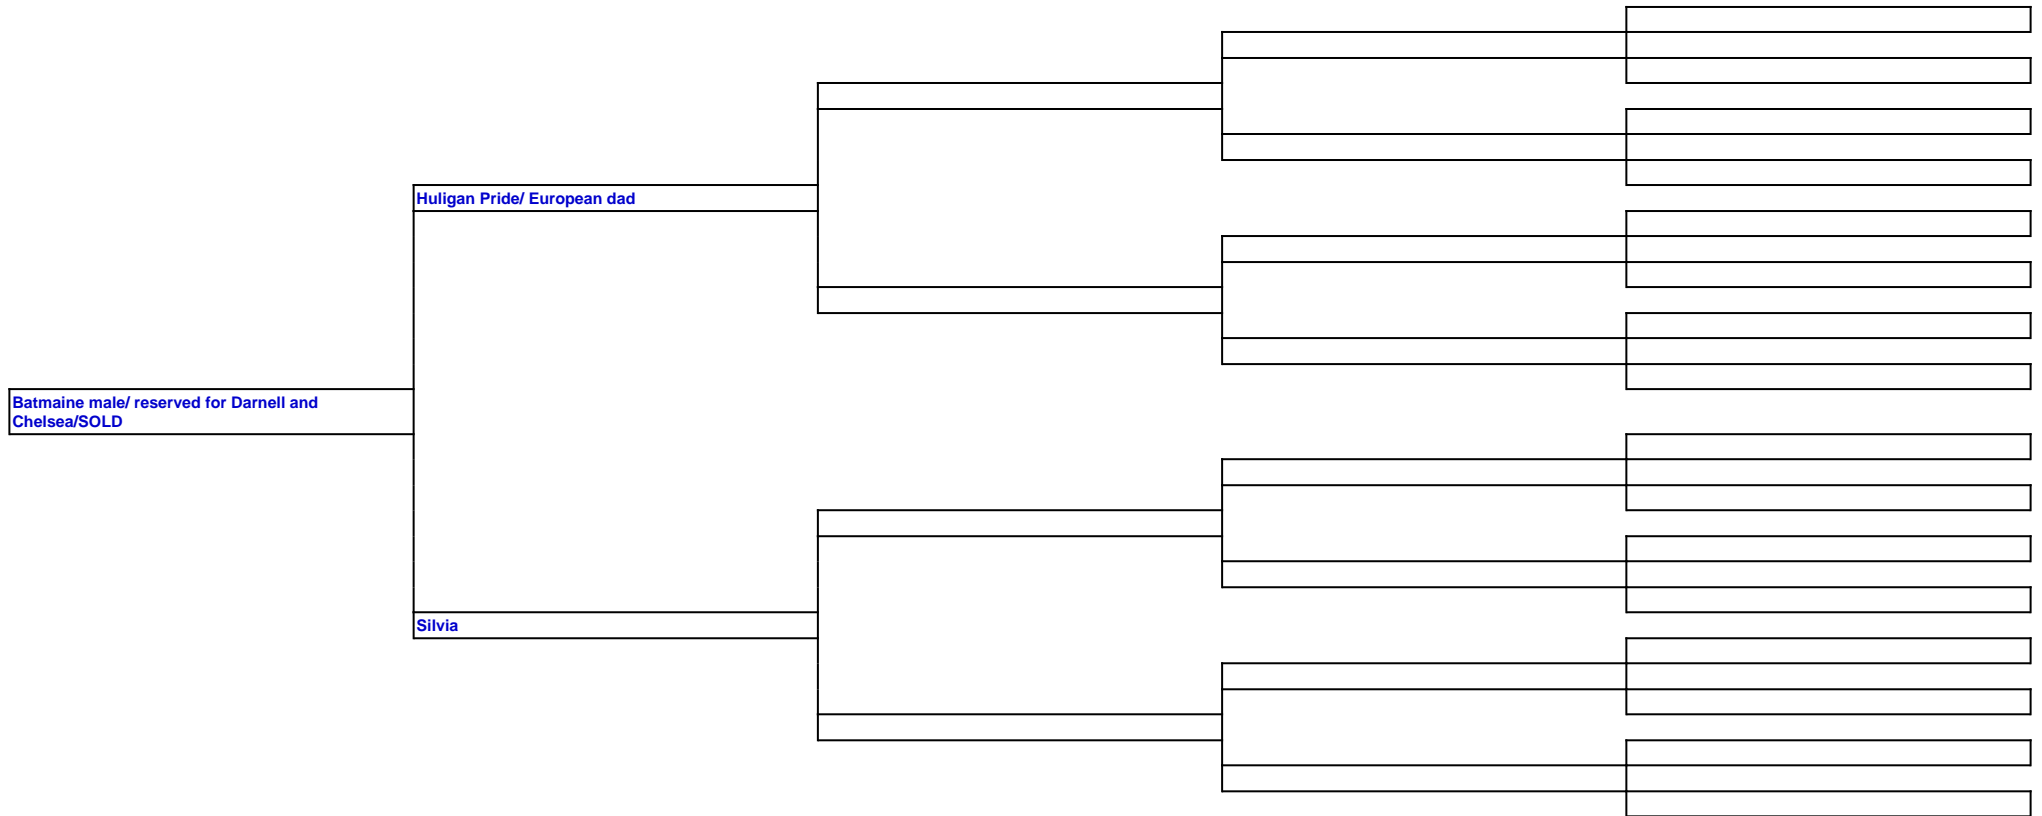 Huligan Pride/ European dad
Batmaine male/ reserved for Darnell and
Chelsea/SOLD
Silvia